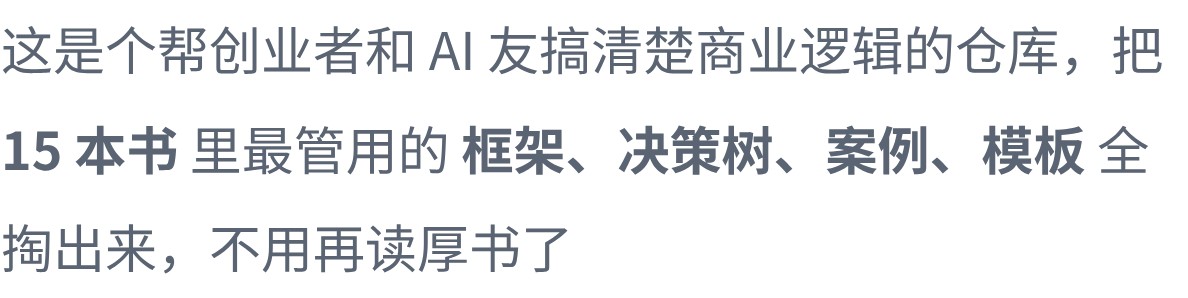 这是个帮创业者和 AI 友搞清楚商业逻辑的仓库，把
15 本书 里最管用的 框架、决策树、案例、模板 全
掏出来，不用再读厚书了